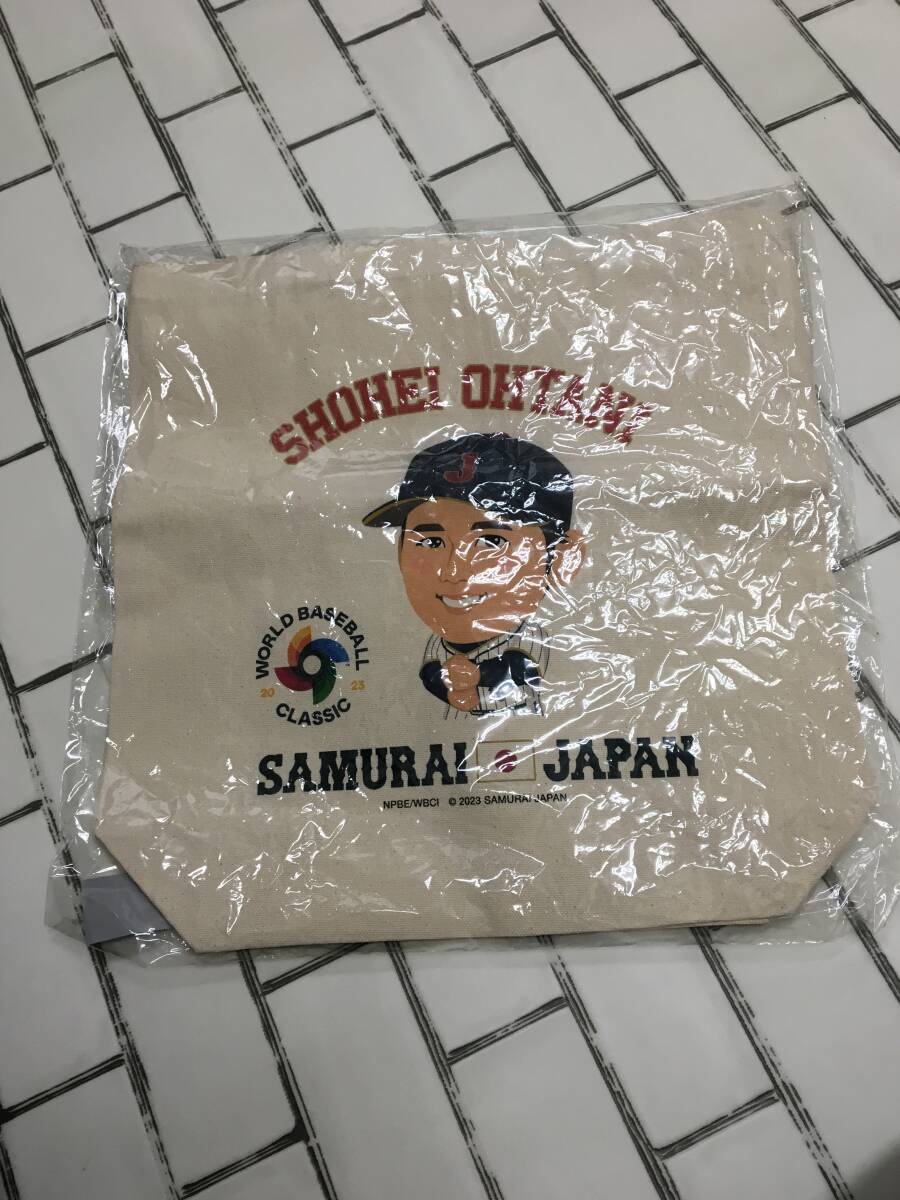 SHOHEI OHTANI
J
WORLD BASEBALL
20 23
CLASSIC
SAMURAI JAPAN
NPBE/WBCI © 2023 SAMURAI JAPAN